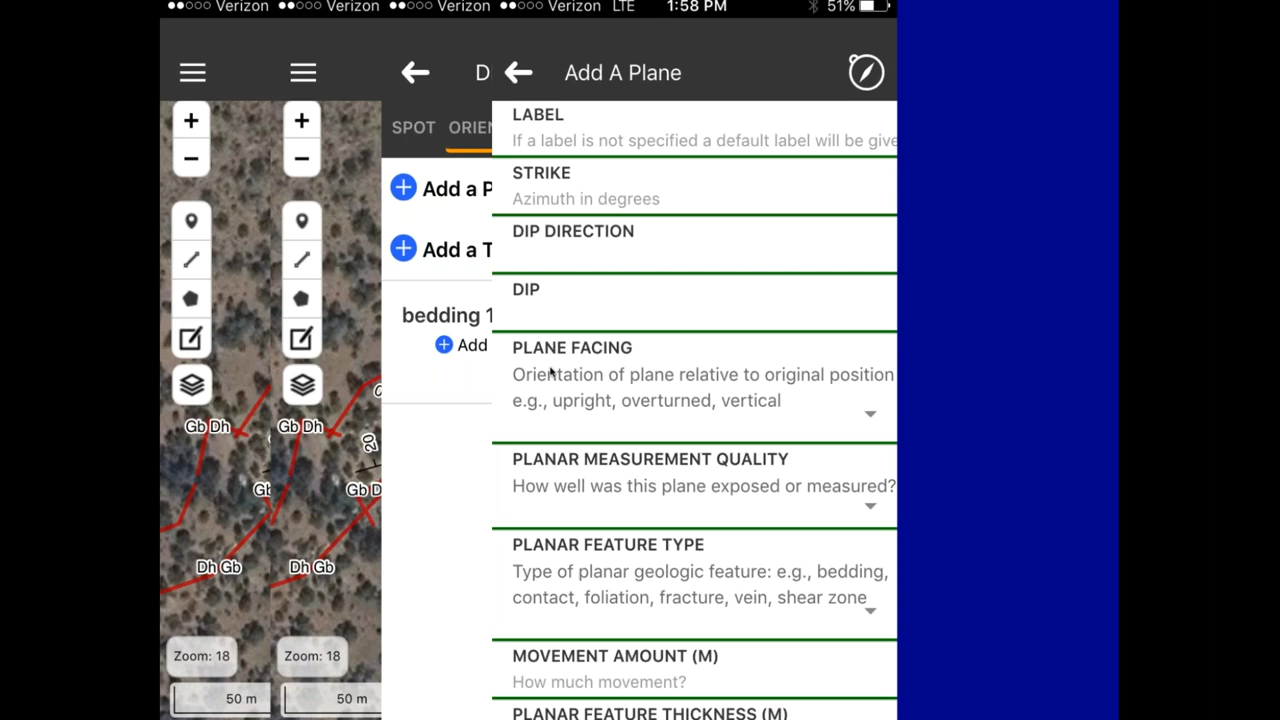 Verizon
Verizon
Verizon
Verizon LTE 1:58 PM 51%
D
Add A Plane
SPOT ORIEN
Add a P
Add a T
bedding 1
Add
LABEL
If a label is not specified a default label will be give
STRIKE
Azimuth in degrees
DIP DIRECTION
DIP
PLANE FACING
Orientation of plane relative to original position
e.g., upright, overturned, vertical
PLANAR MEASUREMENT QUALITY
How well was this plane exposed or measured?
PLANAR FEATURE TYPE
Type of planar geologic feature: e.g., bedding,
contact, foliation, fracture, vein, shear zone
MOVEMENT AMOUNT (M)
How much movement?
PLANAR FEATURE THICKNESS (M)
+
−
Gb Dh
Gb
Dh Gb
Zoom: 18
50 m
+
−
20
Gb Dh
Gb D
Dh Gb
Zoom: 18
50 m